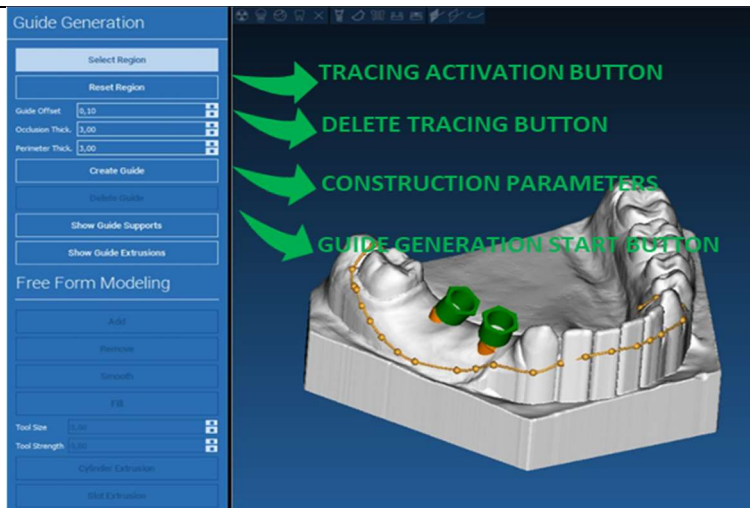 Guide Generation
Select Region
Reset Region
TRACING ACTIVATION BUTTON
Guide Offset 0,10
Occlusion Thick. 3,00
DELETE TRACING BUTTON
Perimeter Thick. 3,00
Create Guide
CONSTRUCTION PARAMETERS
Delete Guide
Show Guide Supports
GUIDE GENERATION START BUTTON
Show Guide Extrusions
Free Form Modeling
Add
Remove
Smooth
Fill
Tool Size
Tool Strength
Cylinder Extrusion
Slot Extrusion